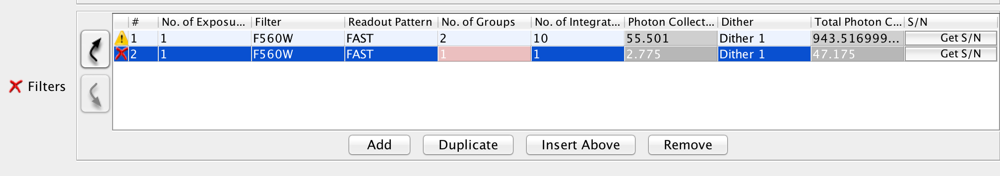 # No. of Exposu... Filter Readout Pattern No. of Groups No. of Integrat... Photon Collect... Dither Total Photon C... S/N
1 1 F560W FAST 2 10 55.501 Dither 1 943.516999... Get S/N
2 1 F560W FAST 1 1 2.775 Dither 1 47.175 Get S/N
Filters
Add Duplicate Insert Above Remove